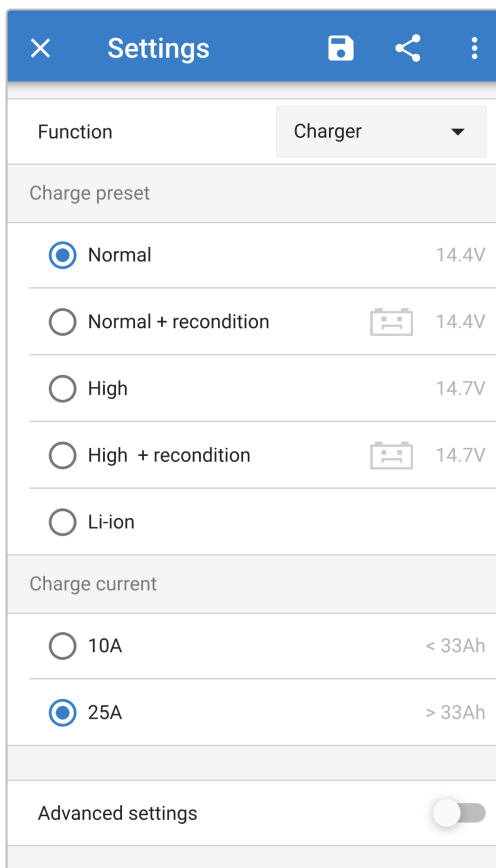 Settings
Function Charger
Charge preset
Normal 14.4V
Normal + recondition 14.4V
High 14.7V
High + recondition 14.7V
Li-ion
Charge current
10A < 33Ah
25A > 33Ah
Advanced settings